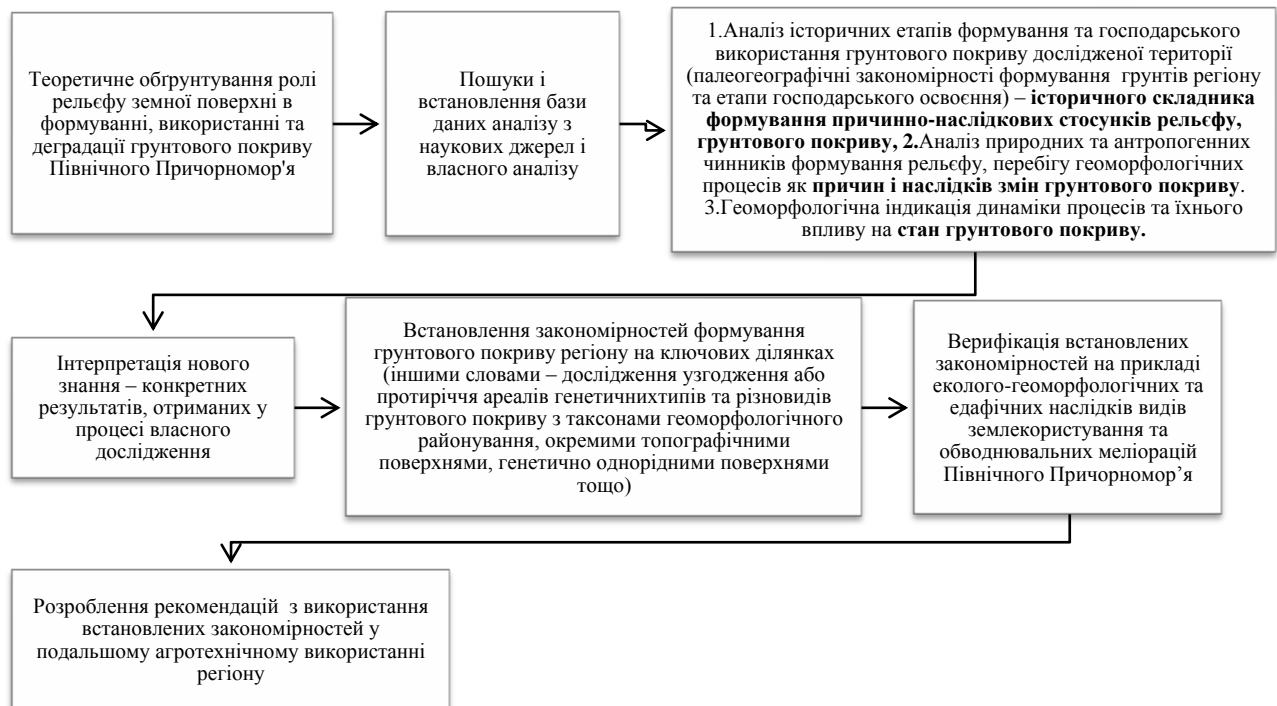 Теоретичне обґрунтування ролі
рельєфу земної поверхні в
формуванні, використанні та
деградації грунтового покриву
Північного Причорномор'я
Пошуки і
встановлення бази
даних аналізу з
наукових джерел і
власного аналізу
1.Аналіз історичних етапів формування та господарського
використання грунтового покриву дослідженої території
(палеогеографічні закономірності формування грунтів регіону
та етапи господарського освоєння) – історичного складника
формування причинно-наслідкових стосунків рельєфу,
грунтового покриву, 2.Аналіз природних та антропогенних
чинників формування рельєфу, перебігу геоморфологічних
процесів як причин і наслідків змін грунтового покриву.
3.Геоморфологічна індикація динаміки процесів та їхнього
впливу на стан грунтового покриву.
Інтерпретація нового
знання – конкретних
результатів, отриманих у
процесі власного
дослідження
Встановлення закономірностей формування
грунтового покриву регіону на ключових ділянках
(іншими словами – дослідження узгодження або
протиріччя ареалів генетичнихтипів та різновидів
грунтового покриву з таксонами геоморфологічного
районування, окремими топографічними
поверхнями, генетично однорідними поверхнями
тощо)
Верифікація встановлених
закономірностей на прикладі
еколого-геоморфологічних та
едафічних наслідків видів
землекористування та
обводнювальних меліорацій
Північного Причорномор’я
Розроблення рекомендацій з використання
встановлених закономірностей у
подальшому агротехнічному використанні
регіону